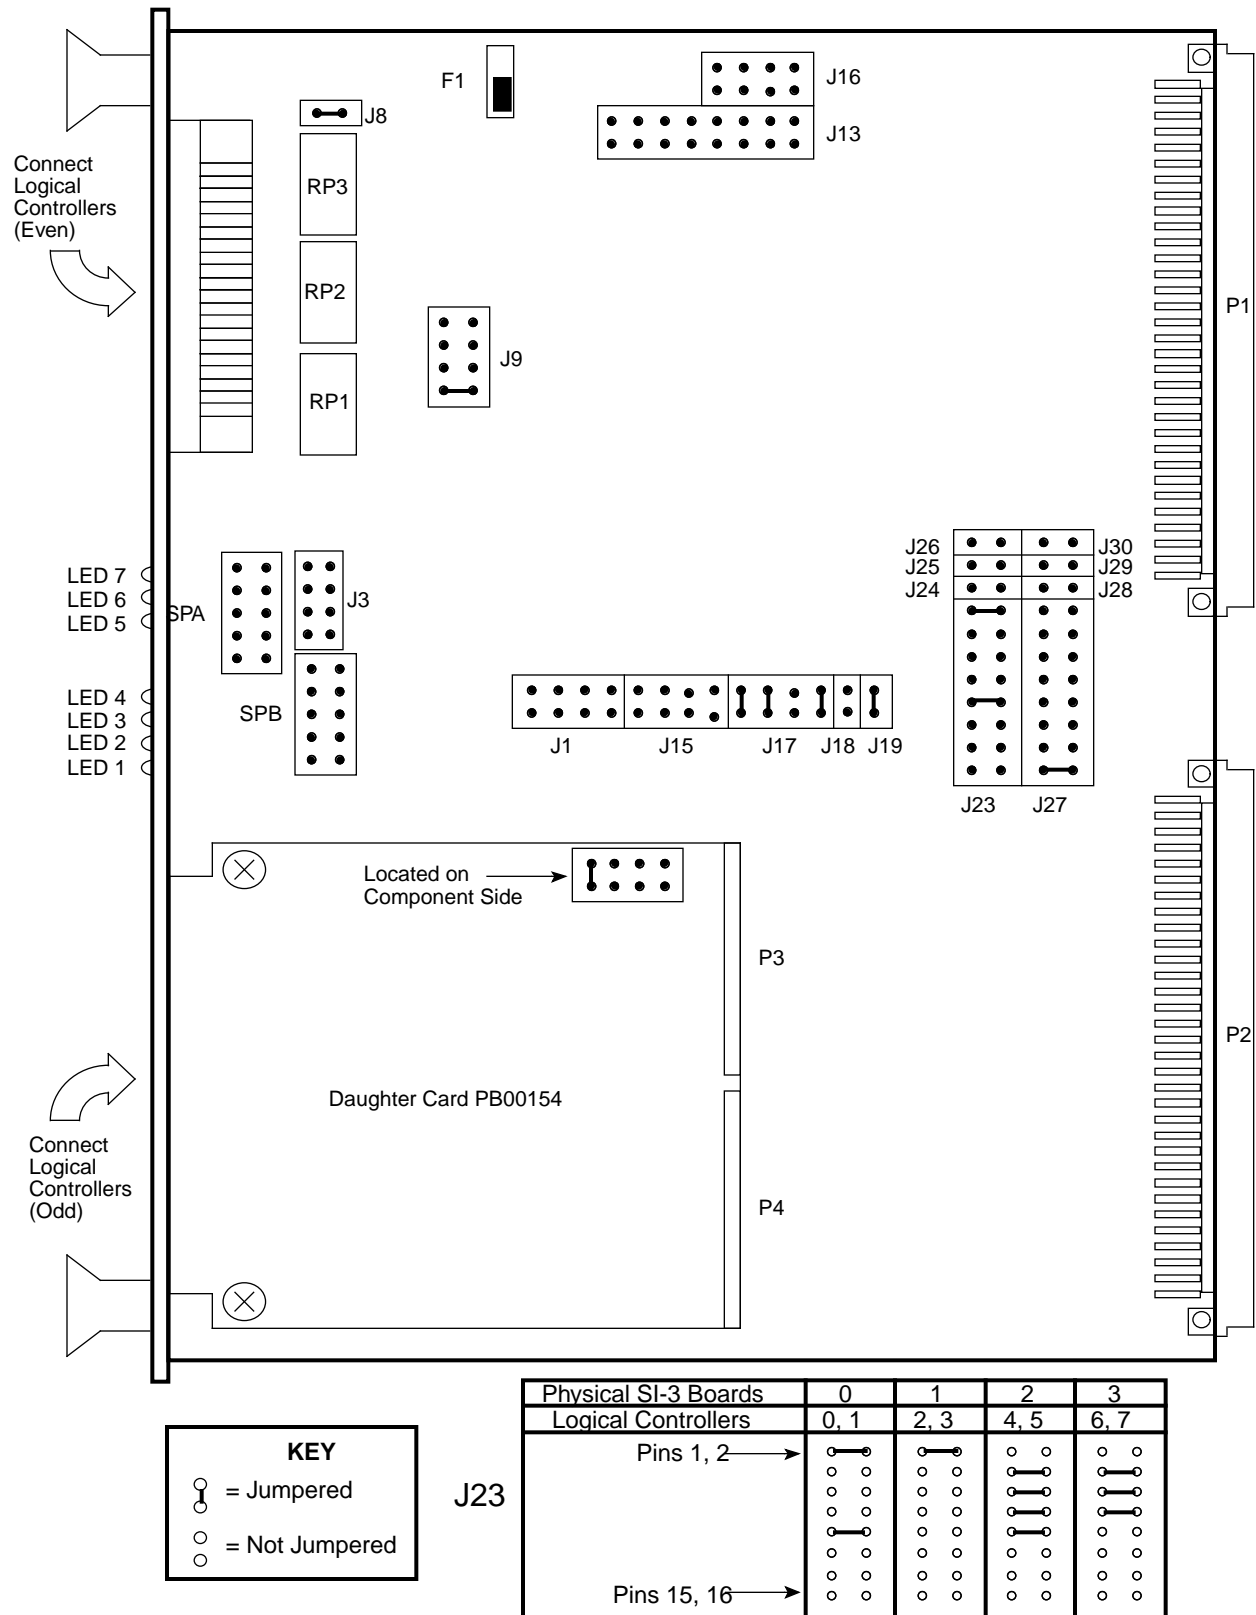 F1
J16
J8
J13
Connect
Logical
Controllers
(Even)
RP3
RP2
P1
J9
RP1
J26
J30
J25
J29
J24
J28
LED 7
LED 6
LED 5
SPA
J3
LED 4
LED 3
LED 2
LED 1
SPB
J1
J15
J17
J18
J19
J23
J27
Located on
Component Side
P3
P2
Daughter Card PB00154
Connect
Logical
Controllers
(Odd)
P4
Physical SI-3 Boards 0 1 2 3
Logical Controllers 0, 1 2, 3 4, 5 6, 7
KEY
= Jumpered
= Not Jumpered
J23
Pins 1, 2
Pins 15, 16